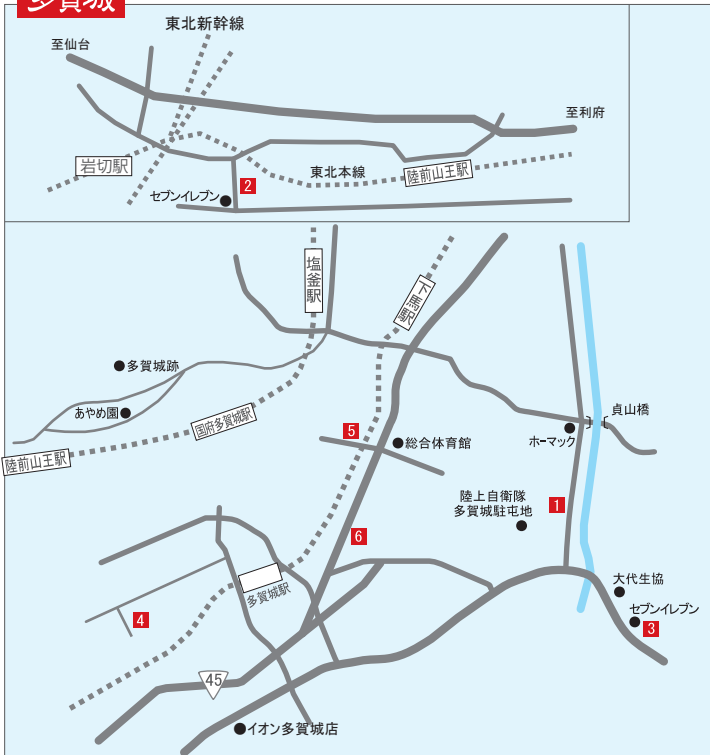 多賀城
東北新幹線
至仙台
至利府
岩切駅
東北本線
陸前山王駅
セブンイレブン
2
塩釜駅
下馬駅
多賀城跡
あやめ園
国府多賀城駅
陸前山王駅
5
総合体育館
ホーマック
貞山橋
陸上自衛隊
多賀城駐屯地
1
6
多賀城駅
4
大代生協
セブンイレブン
3
45
イオン多賀城店